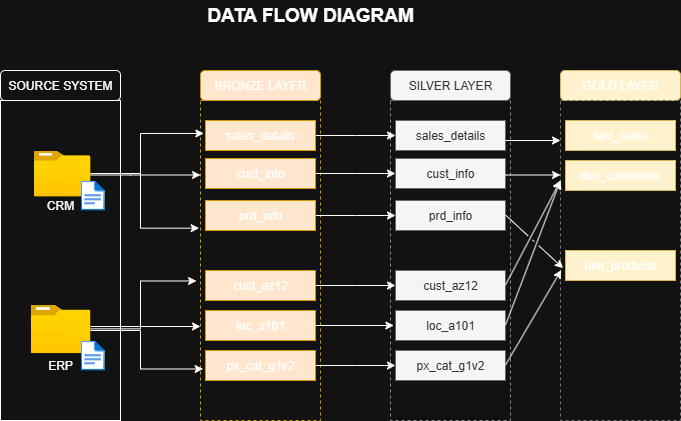 DATA FLOW DIAGRAM
SOURCE SYSTEM
BRONZE LAYER
SILVER LAYER
GOLD LAYER
sales_details
sales_details
fact_sales
cust_info
cust_info
dim_customers
CRM
prd_info
prd_info
dim_products
cust_az12
cust_az12
loc_a101
loc_a101
ERP
px_cat_g1v2
px_cat_g1v2